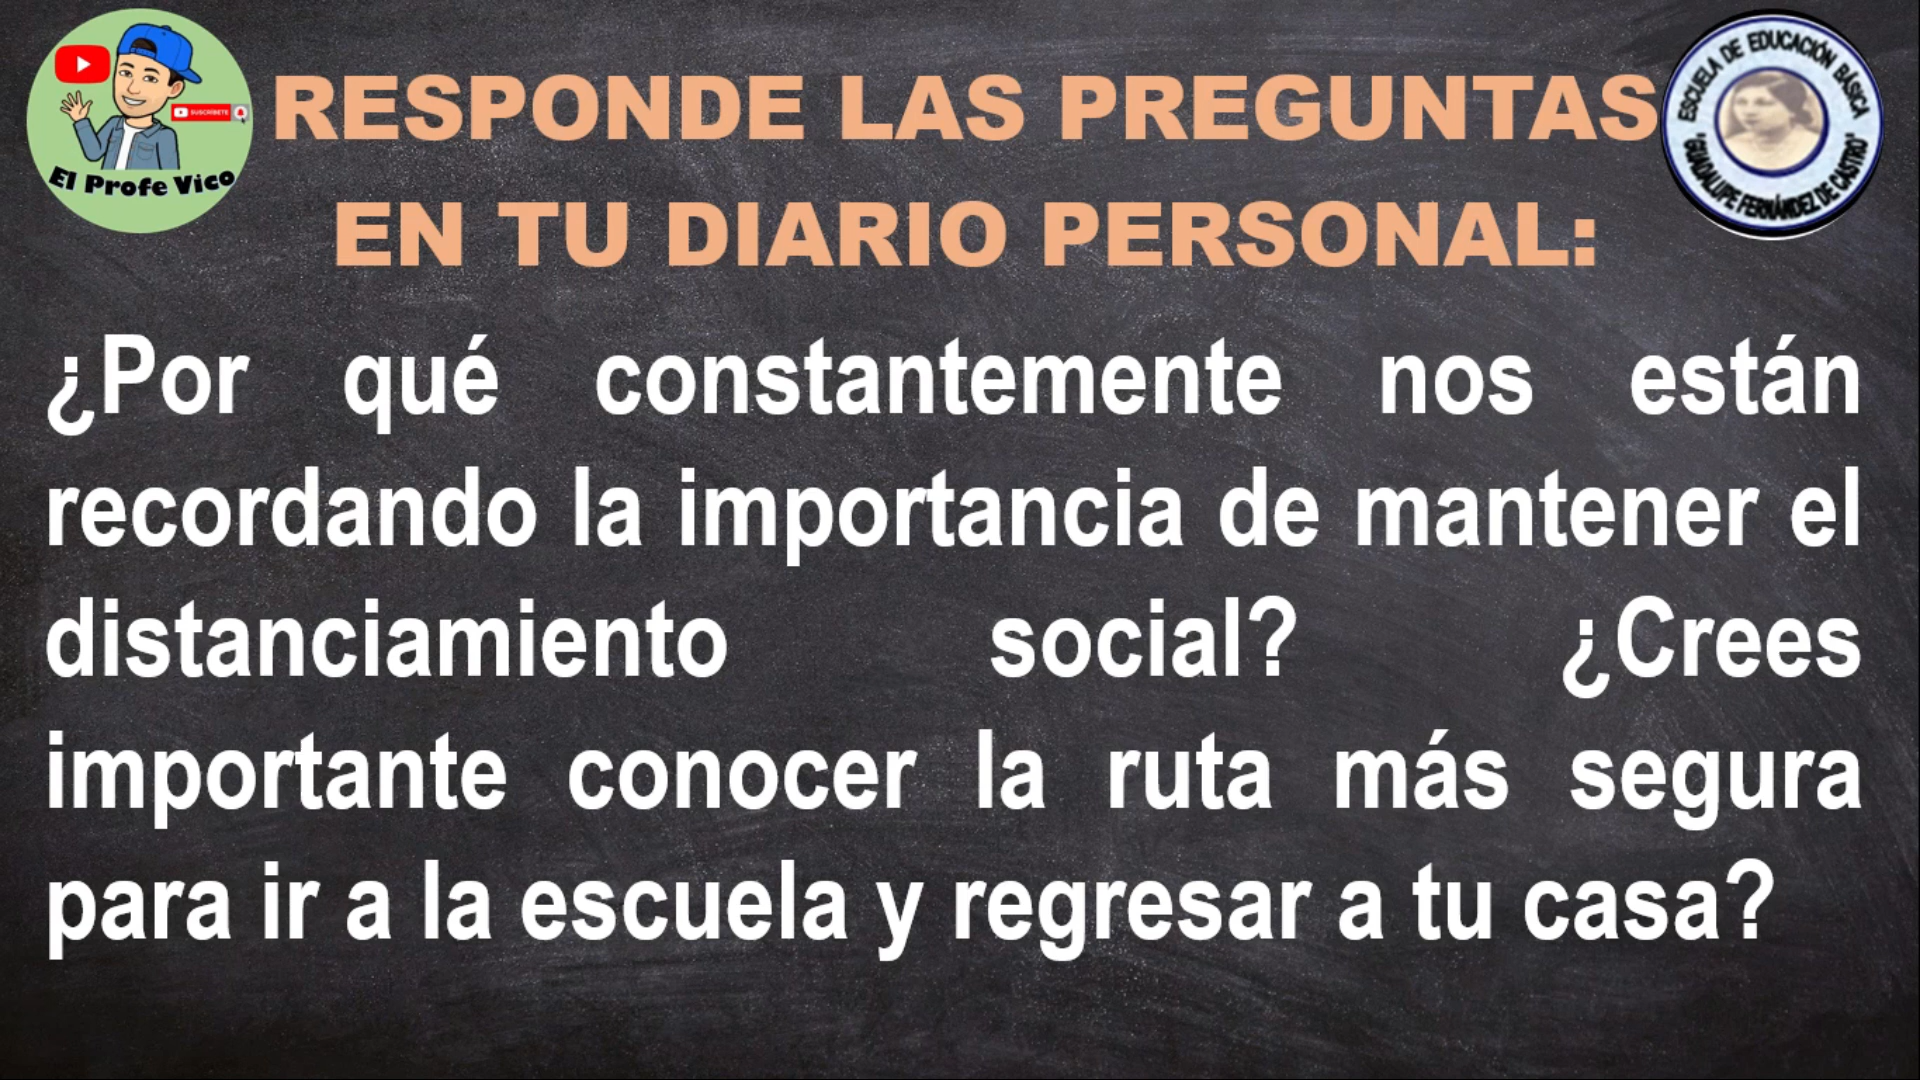 SUSCRÍBETE
El Profe Vico
RESPONDE LAS PREGUNTAS
EN TU DIARIO PERSONAL:
ESCUELA DE EDUCACIÓN BÁSICA
"GUADALUPE FERNÁNDEZ DE CASTRO"
¿Por qué constantemente nos están
recordando la importancia de mantener el
distanciamiento social? ¿Crees
importante conocer la ruta más segura
para ir a la escuela y regresar a tu casa?